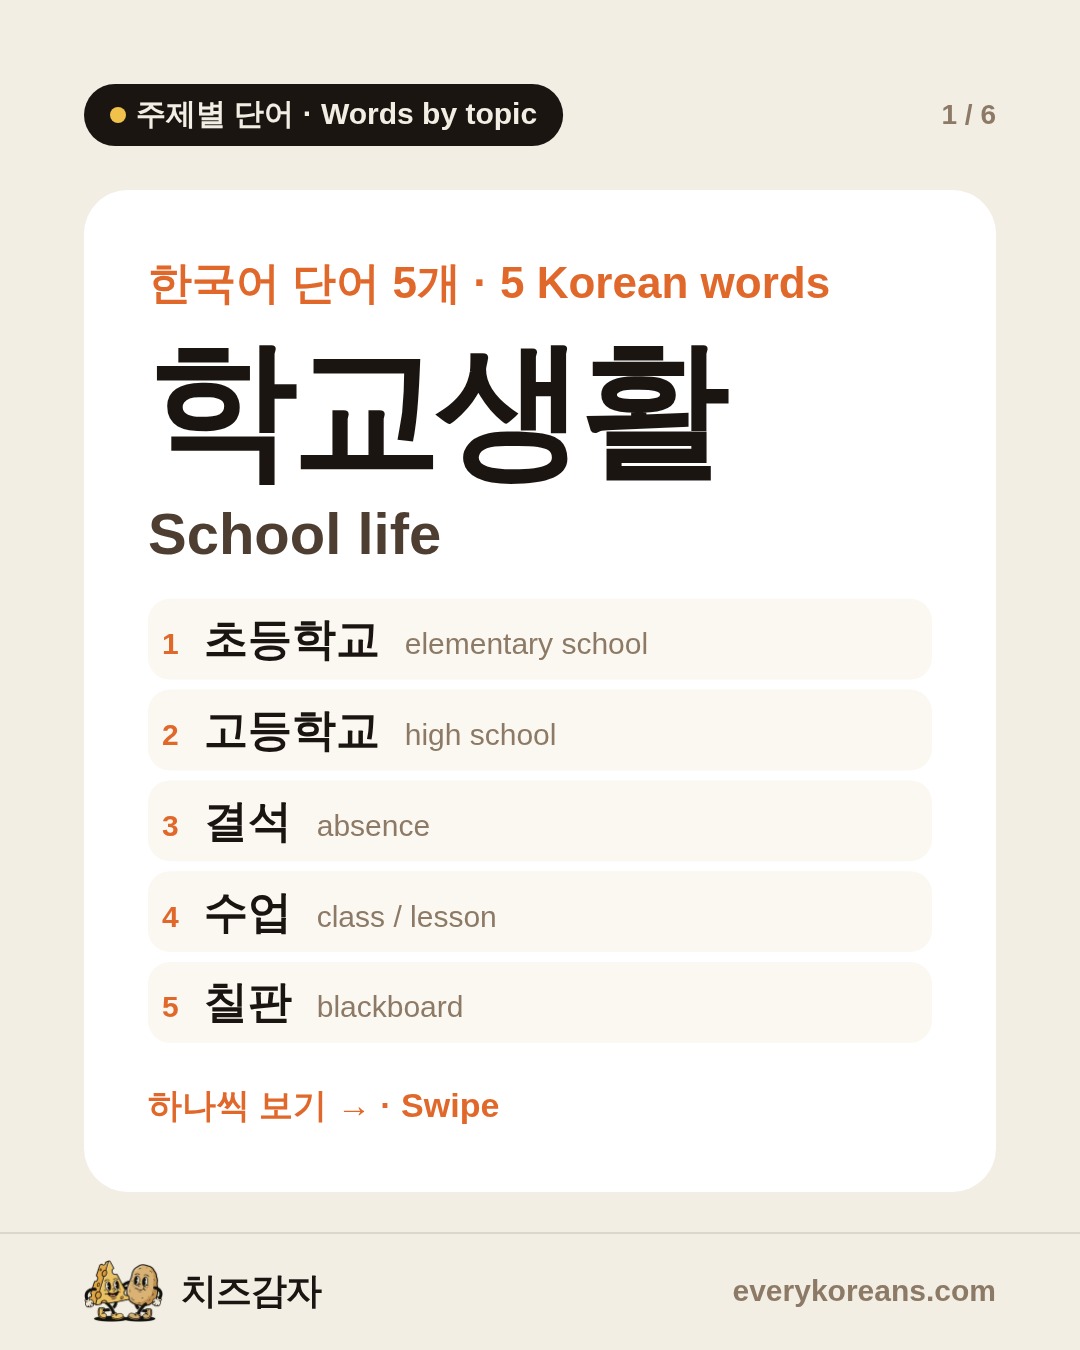 주제별 단어 · Words by topic
1 / 6
한국어 단어 5개 · 5 Korean words
학교생활
School life
1 초등학교 elementary school
2 고등학교 high school
3 결석 absence
4 수업 class / lesson
5 칠판 blackboard
하나씩 보기 → · Swipe
치즈감자
everykoreans.com